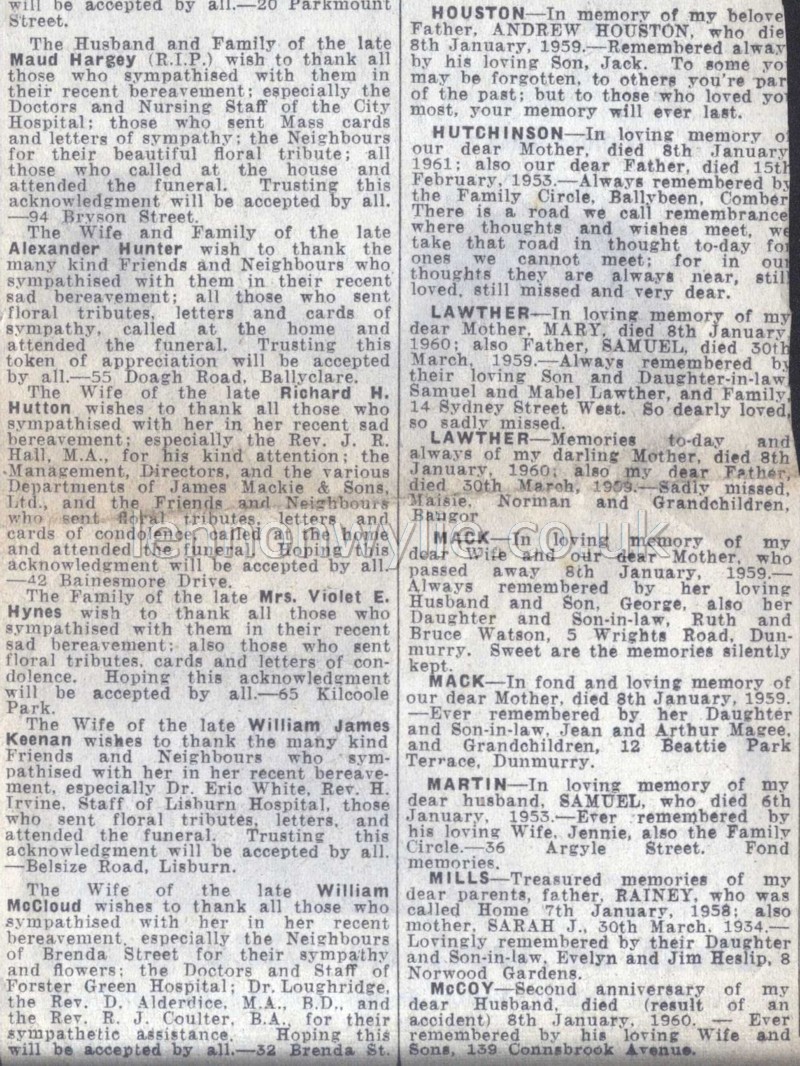 will be accepted by all.—20 Parkmount
Street.
The Husband and Family of the late
Maud Hargey (R.I.P.) wish to thank all
those who sympathised with them in
their recent bereavement; especially the
Doctors and Nursing Staff of the City
Hospital; those who sent Mass cards
and letters of sympathy; the Neighbours
for their beautiful floral tribute; all
those who called at the house and
attended the funeral. Trusting this
acknowledgment will be accepted by all.
—94 Bryson Street.
The Wife and Family of the late
Alexander Hunter wish to thank the
many kind Friends and Neighbours who
sympathised with them in their recent
sad bereavement; all those who sent
floral tributes, letters and cards of
sympathy, called at the home and
attended the funeral. Trusting this
token of appreciation will be accepted
by all.—55 Doagh Road, Ballyclare.
The Wife of the late Richard H.
Hutton wishes to thank all those who
sympathised with her in her recent sad
bereavement; especially the Rev. J. R.
Hall, M.A., for his kind attention; the
Management, Directors, and the various
Departments of James Mackie & Sons,
Ltd., and the Friends and Neighbours
who sent floral tributes, letters and
cards of condolence, called at the home
and attended the funeral. Hoping this
acknowledgment will be accepted by all.
—42 Bainesmore Drive.
The Family of the late Mrs. Violet E.
Hynes wish to thank all those who
sympathised with them in their recent
sad bereavement; also those who sent
floral tributes, cards and letters of con-
dolence. Hoping this acknowledgment
will be accepted by all.—65 Kilcoole
Park.
The Wife of the late William James
Keenan wishes to thank the many kind
Friends and Neighbours who sym-
pathised with her in her recent bereave-
ment, especially Dr. Eric White, Rev. H.
Irvine, Staff of Lisburn Hospital, those
who sent floral tributes, letters, and
attended the funeral. Trusting this
acknowledgment will be accepted by all.
—Belsize Road, Lisburn.
The Wife of the late William
McCloud wishes to thank all those who
sympathised with her in her recent
bereavement, especially the Neighbours
of Brenda Street for their sympathy
and flowers; the Doctors and Staff of
Forster Green Hospital; Dr. Loughridge,
the Rev. D. Alderdice, M.A., B.D., and
the Rev. R. J. Coulter, B.A., for their
sympathetic assistance. Hoping this
will be accepted by all.—32 Brenda St.
HOUSTON—In memory of my belove
Father, ANDREW HOUSTON, who die
8th January, 1959.—Remembered alway
by his loving Son, Jack. To some yo
may be forgotten, to others you're par
of the past; but to those who loved yo
most, your memory will ever last.
HUTCHINSON—In loving memory o
our dear Mother, died 8th January
1961; also our dear Father, died 15th
February, 1953.—Always remembered by
the Family Circle, Ballybeen, Comber
There is a road we call remembrance
where thoughts and wishes meet, we
take that road in thought to-day for
ones we cannot meet; for in our
thoughts they are always near, still
loved, still missed and very dear.
LAWTHER—In loving memory of my
dear Mother, MARY, died 8th January
1960; also Father, SAMUEL, died 30th
March, 1959.—Always remembered by
their loving Son and Daughter-in-law,
Samuel and Mabel Lawther, and Family,
14 Sydney Street West. So dearly loved,
so sadly missed.
LAWTHER—Memories to-day and
always of my darling Mother, died 8th
January, 1960; also my dear Father,
died 30th March, 1959.—Sadly missed,
Maisie, Norman and Grandchildren,
Bangor
MACK—In loving memory of my
dear Wife and our dear Mother, who
passed away 8th January, 1959.—
Always remembered by her loving
Husband and Son, George, also her
Daughter and Son-in-law, Ruth and
Bruce Watson, 5 Wrights Road, Dun-
murry. Sweet are the memories silently
kept.
MACK—In fond and loving memory of
our dear Mother, died 8th January, 1959.
—Ever remembered by her Daughter
and Son-in-law, Jean and Arthur Magee,
and Grandchildren, 12 Beattie Park
Terrace, Dunmurry.
MARTIN—In loving memory of my
dear husband, SAMUEL, who died 6th
January, 1953.—Ever remembered by
his loving Wife, Jennie, also the Family
Circle.—36 Argyle Street. Fond
memories.
MILLS—Treasured memories of my
dear parents, father, RAINEY, who was
called Home 7th January, 1958; also
mother, SARAH J., 30th March, 1934.—
Lovingly remembered by their Daughter
and Son-in-law, Evelyn and Jim Heslip, 8
Norwood Gardens.
McCOY—Second anniversary of my
dear Husband, died (result of an
accident) 8th January, 1960. — Ever
remembered by his loving Wife and
Sons, 139 Connsbrook Avenue.
lennonwylie.co.uk